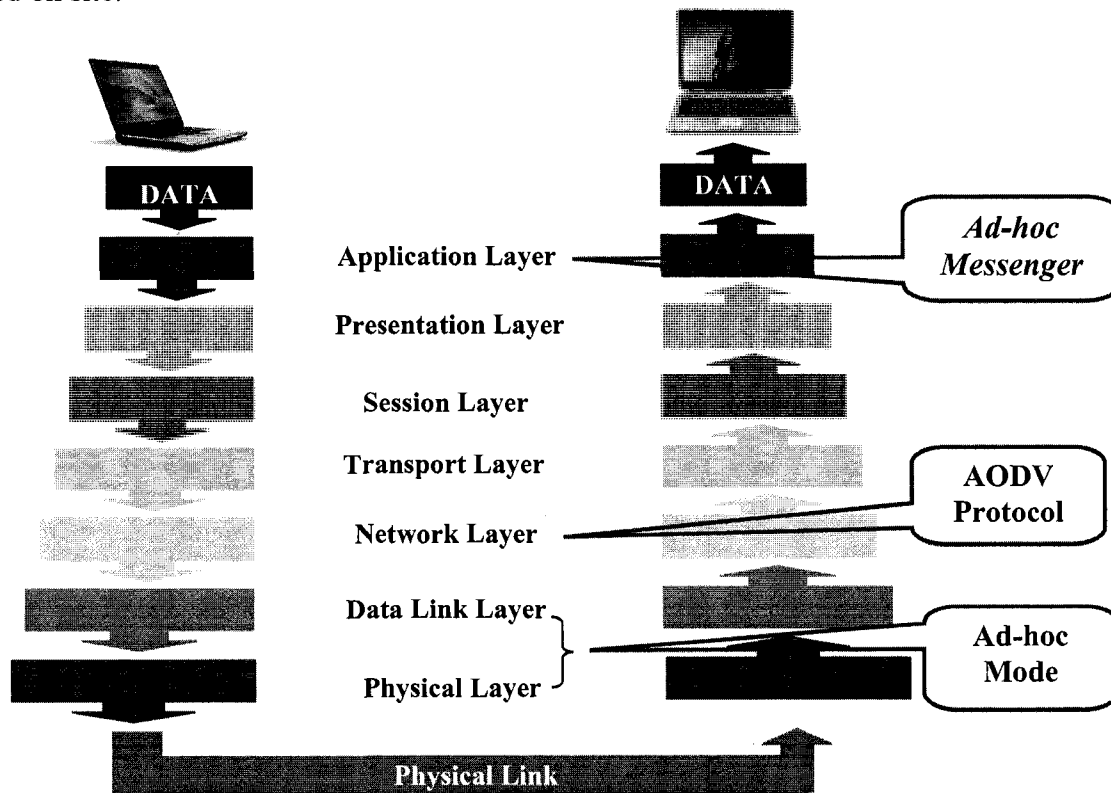 DATA
DATA
Application Layer
Ad-hoc
Messenger
Presentation Layer
Session Layer
Transport Layer
Network Layer
AODV
Protocol
Data Link Layer
Physical Layer
Ad-hoc
Mode
Physical Link